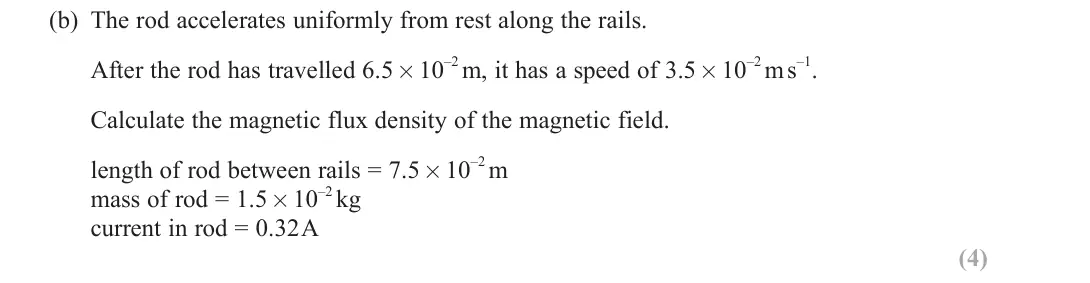 (b) The rod accelerates uniformly from rest along the rails.
After the rod has travelled 6.5 × 10⁻² m, it has a speed of 3.5 × 10⁻² m s⁻¹.
Calculate the magnetic flux density of the magnetic field.
length of rod between rails = 7.5 × 10⁻² m
mass of rod = 1.5 × 10⁻² kg
current in rod = 0.32 A
(4)